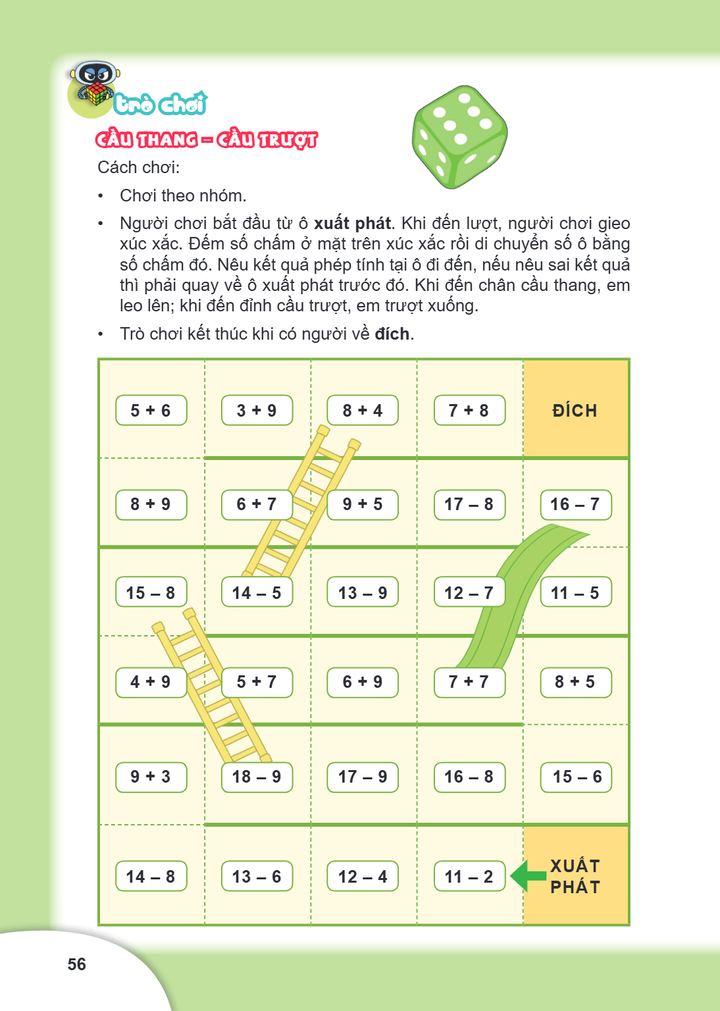 trò chơi
CẦU THANG – CẦU TRƯỢT
Cách chơi:
• Chơi theo nhóm.
• Người chơi bắt đầu từ ô xuất phát. Khi đến lượt, người chơi gieo
xúc xắc. Đếm số chấm ở mặt trên xúc xắc rồi di chuyển số ô bằng
số chấm đó. Nêu kết quả phép tính tại ô đi đến, nếu nêu sai kết quả
thì phải quay về ô xuất phát trước đó. Khi đến chân cầu thang, em
leo lên; khi đến đỉnh cầu trượt, em trượt xuống.
• Trò chơi kết thúc khi có người về đích.
5 + 6 3 + 9 8 + 4 7 + 8 ĐÍCH
8 + 9 6 + 7 9 + 5 17 – 8 16 – 7
15 – 8 14 – 5 13 – 9 12 – 7 11 – 5
4 + 9 5 + 7 6 + 9 7 + 7 8 + 5
9 + 3 18 – 9 17 – 9 16 – 8 15 – 6
14 – 8 13 – 6 12 – 4 11 – 2 XUẤT
PHÁT
56